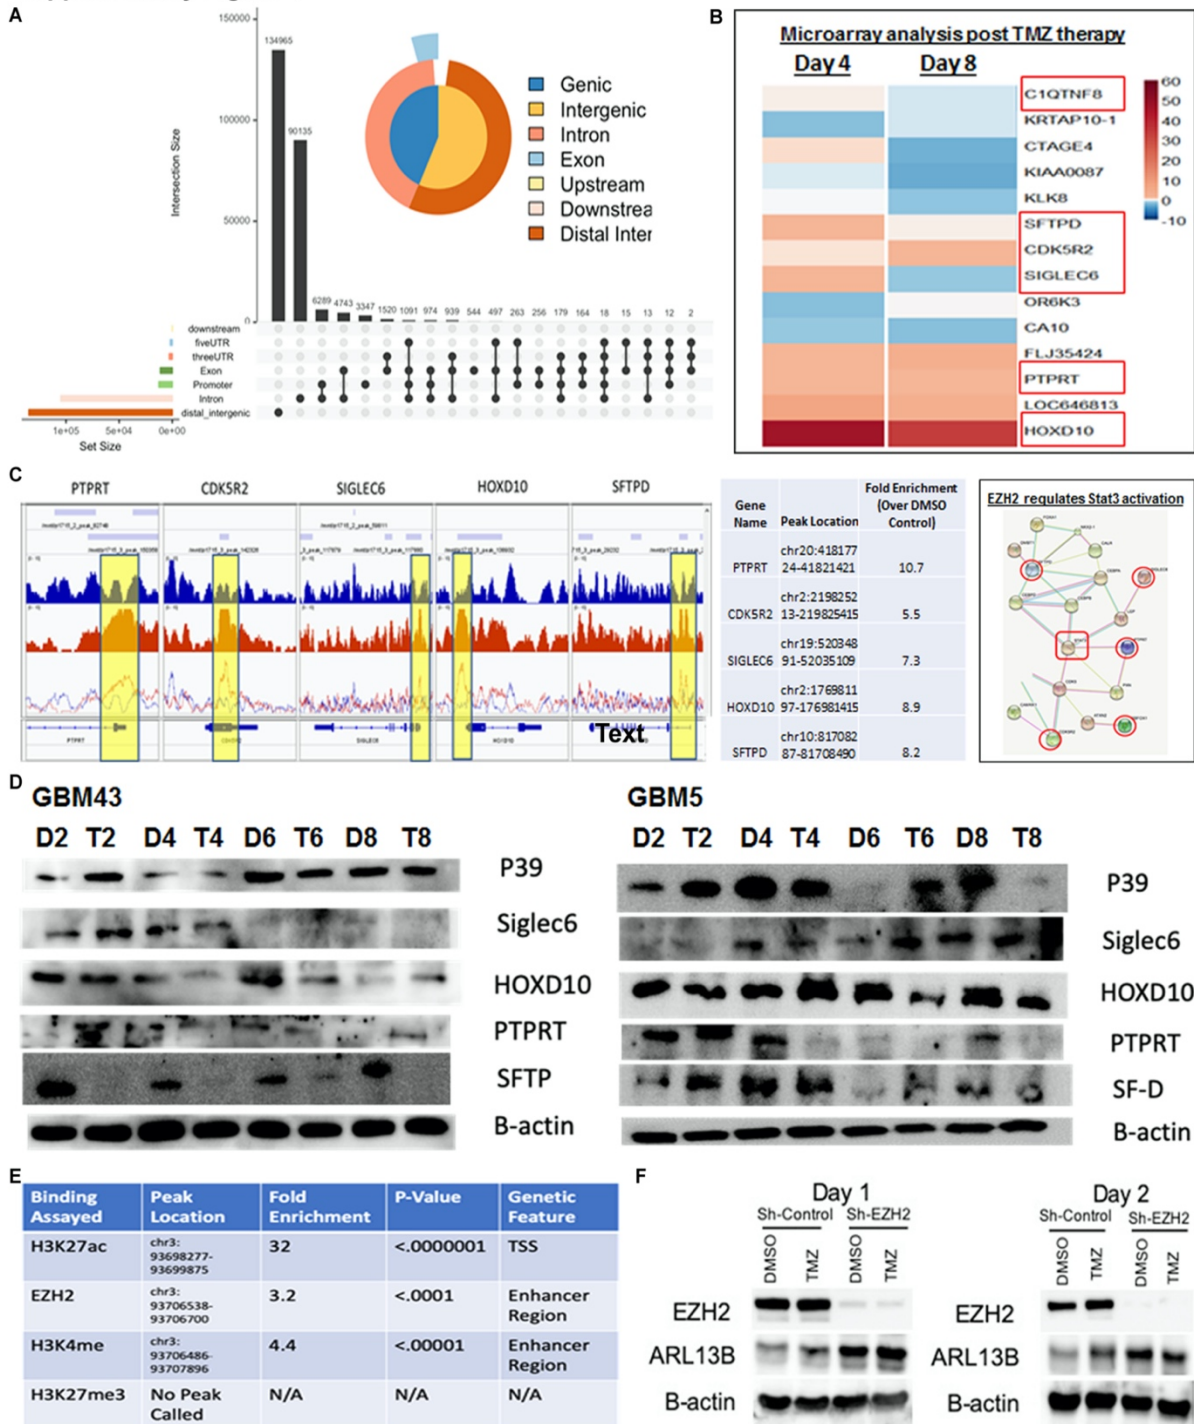 A
150000
134965
100000
90135
50000
0
Intersection Size
6289 4743 3347 1520 1091 974 939 544 497 263 256 179 164 18 15 13 12 2
Genic
Intergenic
Intron
Exon
Upstream
Downstrea
Distal Inter
downstream
fiveUTR
threeUTR
Exon
Promoter
Intron
distal_intergenic
1e+05 5e+04 0e+00
Set Size
B
Microarray analysis post TMZ therapy
Day 4 Day 8
C1QTNF8
KRTAP10-1
CTAGE4
KIAA0087
KLK8
SFTPD
CDK5R2
SIGLEC6
OR6K3
CA10
FLJ35424
PTPRT
LOC646813
HOXD10
60
50
40
30
20
10
0
-10
C
PTPRT CDK5R2 SIGLEC6 HOXD10 SFTPD
PTPRT SIGLEC6 HOXD10
Text
Gene Name Peak Location Fold Enrichment (Over DMSO Control)
PTPRT chr20:41817724-41821421 10.7
CDK5R2 chr2:219825213-219825415 5.5
SIGLEC6 chr19:52034891-52035109 7.3
HOXD10 chr2:176981197-176981415 8.9
SFTPD chr10:81708287-81708490 8.2
EZH2 regulates Stat3 activation
D
GBM43
D2 T2 D4 T4 D6 T6 D8 T8
P39
Siglec6
HOXD10
PTPRT
SFTP
B-actin
GBM5
D2 T2 D4 T4 D6 T6 D8 T8
P39
Siglec6
HOXD10
PTPRT
SF-D
B-actin
E
Binding Assayed Peak Location Fold Enrichment P-Value Genetic Feature
H3K27ac chr3: 93698277-93699875 32 <.0000001 TSS
EZH2 chr3: 93706538-93706700 3.2 <.0001 Enhancer Region
H3K4me chr3: 93706486-93707896 4.4 <.00001 Enhancer Region
H3K27me3 No Peak Called N/A N/A N/A
F
Day 1
Sh-Control Sh-EZH2
DMSO TMZ DMSO TMZ
EZH2
ARL13B
B-actin
Day 2
Sh-Control Sh-EZH2
DMSO TMZ DMSO TMZ
EZH2
ARL13B
B-actin